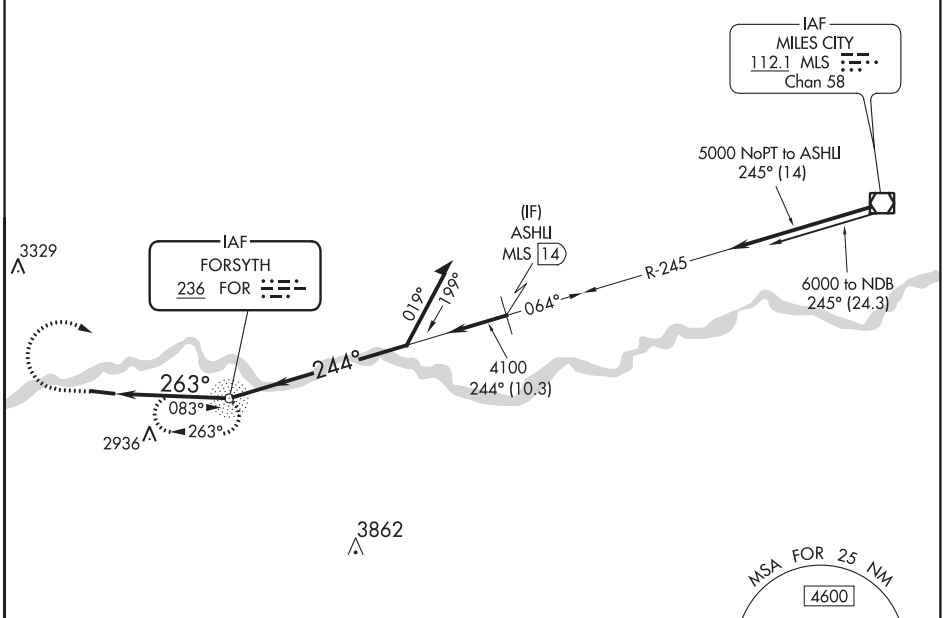 IAF
MILES CITY
112.1 MLS
Chan 58
5000 NoPT to ASHLI
245° (14)
(IF)
ASHLI
MLS 14
R-245
6000 to NDB
245° (24.3)
3329
IAF
FORSYTH
236 FOR
019°
199°
064°
4100
244° (10.3)
244°
263°
083°
263°
2936
3862
MSA FOR 25 NM
4600